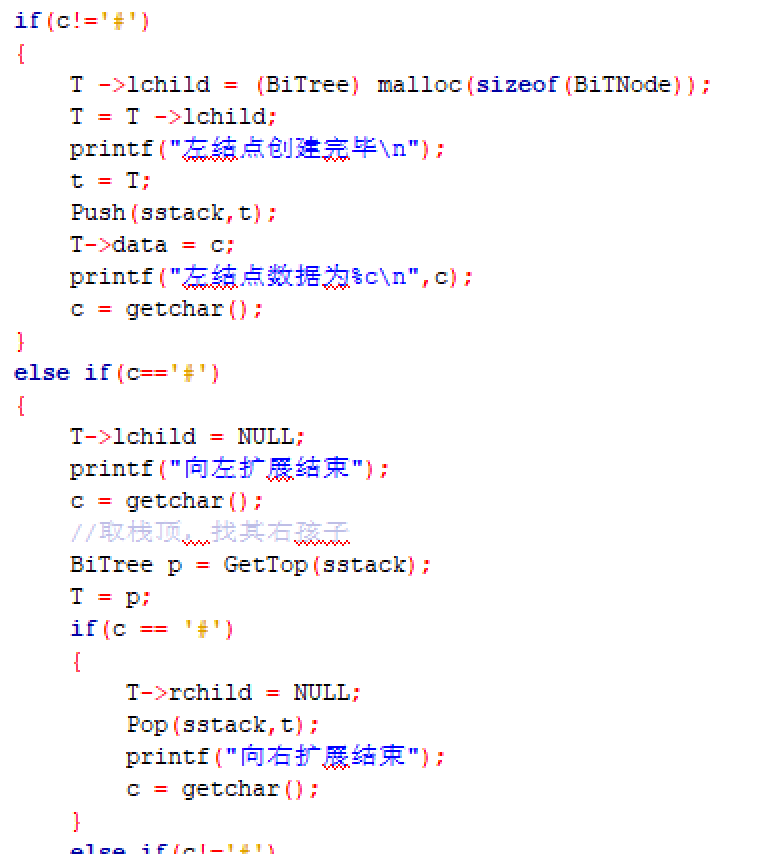 if(c!='#')
{
T ->lchild = (BiTree) malloc(sizeof(BiTNode));
T = T ->lchild;
printf("左结点创建完毕\n");
t = T;
Push(sstack,t);
T->data = c;
printf("左结点数据为%c\n",c);
c = getchar();
}
else if(c=='#')
{
T->lchild = NULL;
printf("向左扩展结束");
c = getchar();
//取栈顶，找其右孩子
BiTree p = GetTop(sstack);
T = p;
if(c == '#')
{
T->rchild = NULL;
Pop(sstack,t);
printf("向右扩展结束");
c = getchar();
}
else if(c!='#')